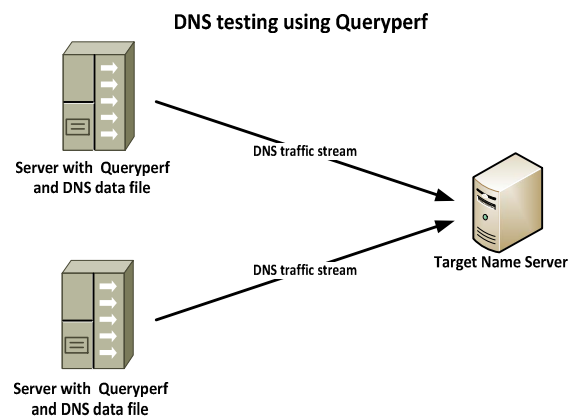 DNS testing using Queryperf
DNS traffic stream
Server with Queryperf
and DNS data file
Target Name Server
DNS traffic stream
Server with Queryperf
and DNS data file